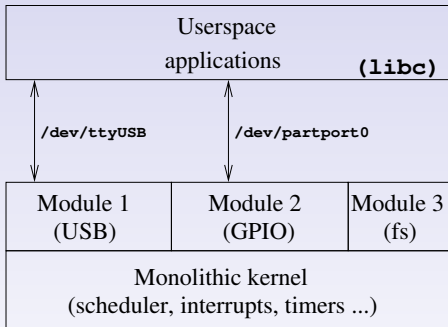 Userspace
applications
(libc)
/dev/ttyUSB
/dev/partport0
Module 1
(USB)
Module 2
(GPIO)
Module 3
(fs)
Monolithic kernel
(scheduler, interrupts, timers ...)